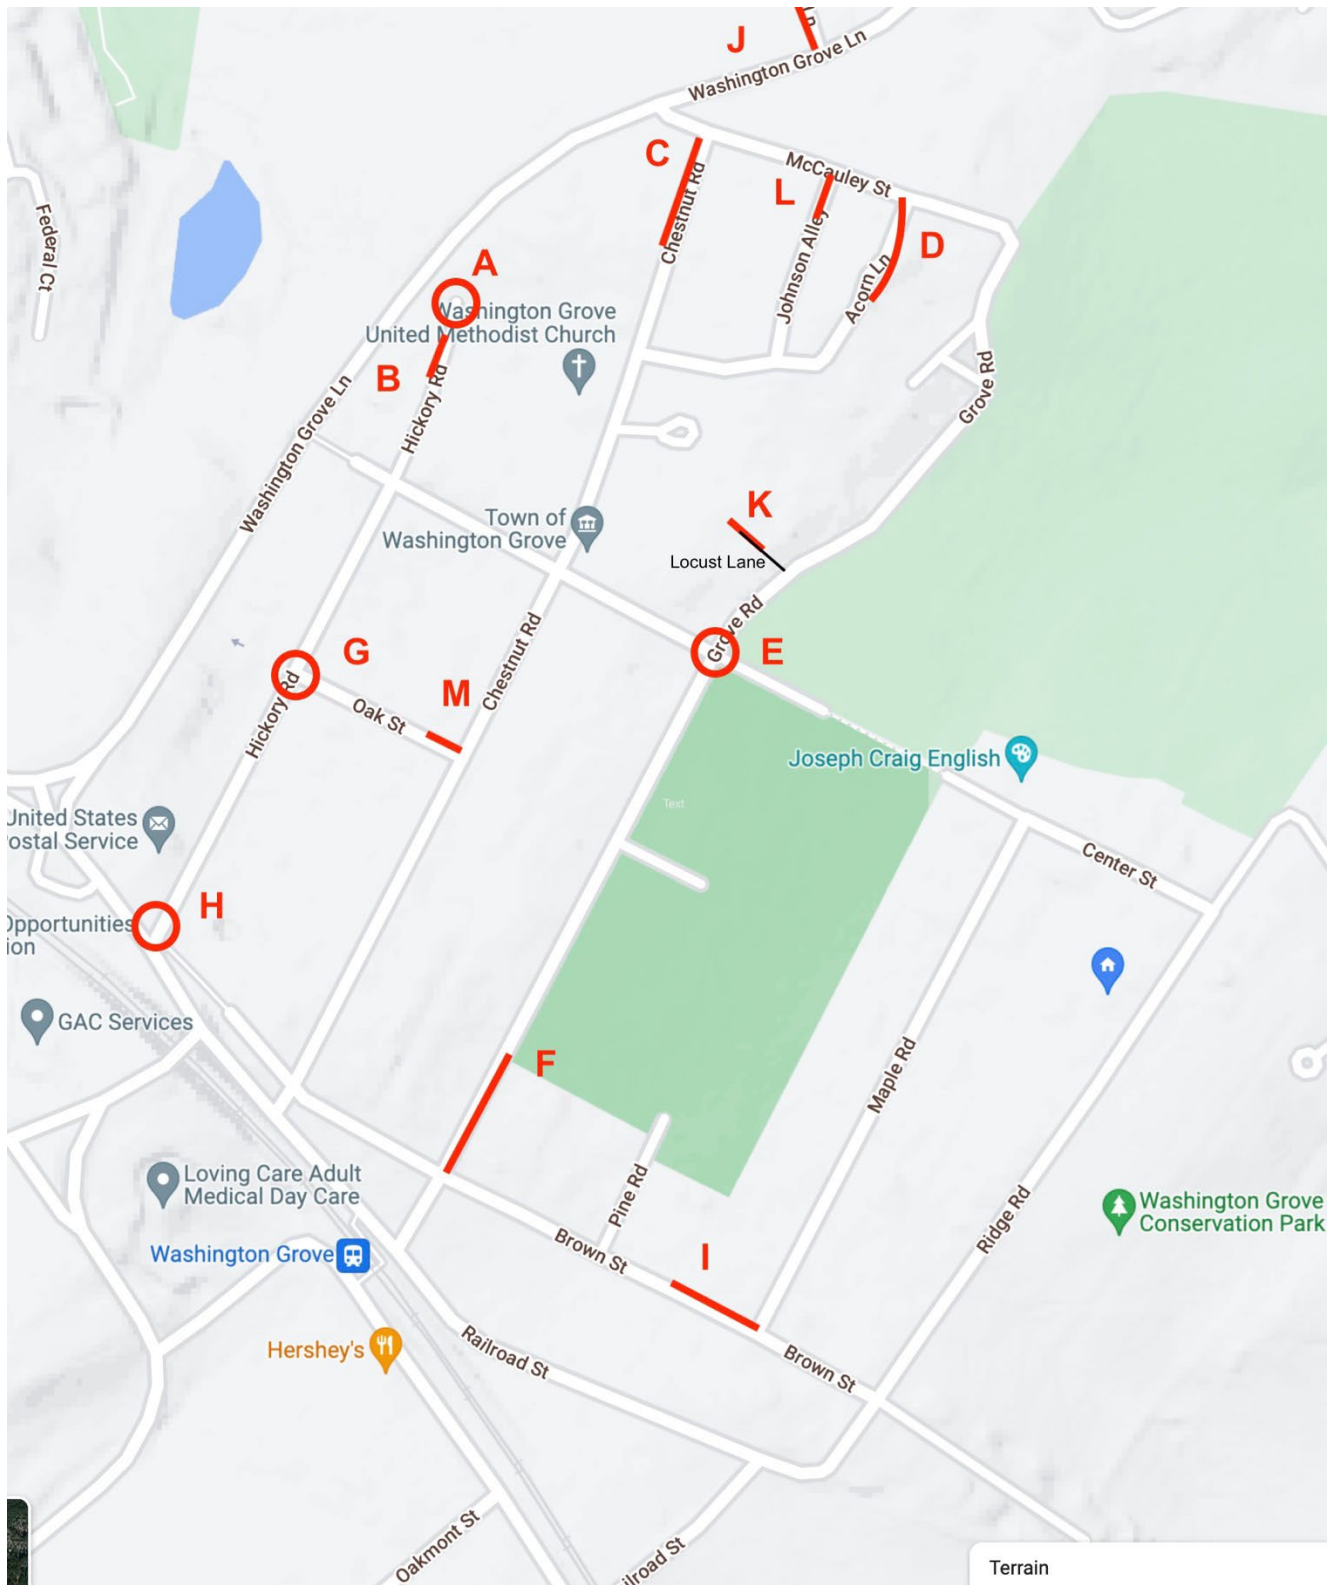 J
Washington Grove Ln
C
McCauley St
L
Chestnut Rd
Johnson Alley
D
Acorn Ln
Federal Ct
A
Washington Grove
United Methodist Church
B
Hickory Rd
Grove Rd
Washington Grove Ln
K
Town of
Washington Grove
Locust Lane
Grove Rd
E
G
Chestnut Rd
M
Oak St
Hickory Rd
Joseph Craig English
Text
United States
ostal Service
Center St
H
Opportunities
ion
GAC Services
F
Maple Rd
Loving Care Adult
Medical Day Care
Pine Rd
Ridge Rd
Washington Grove
Conservation Park
Washington Grove
Brown St
I
Hershey's
Railroad St
Brown St
Oakmont St
ilroad St
Terrain